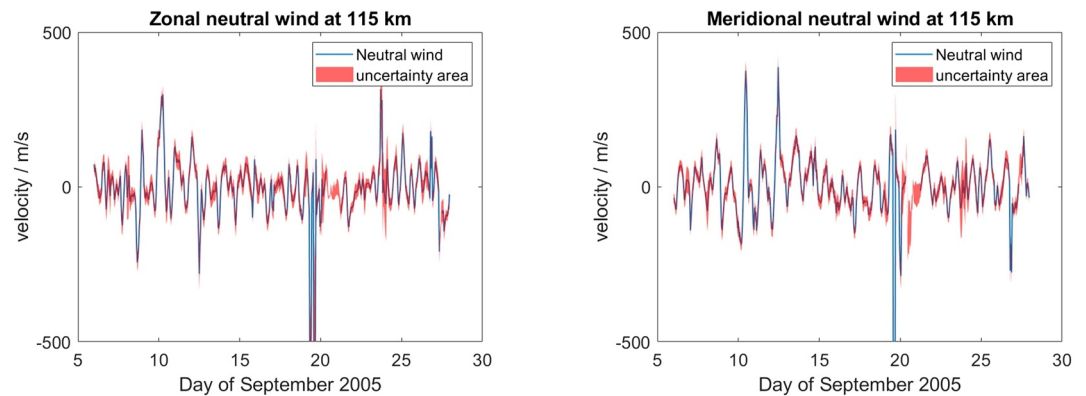 Zonal neutral wind at 115 km
500
0
-500
velocity / m/s
Neutral wind
uncertainty area
5
10
15
20
25
30
Day of September 2005
Meridional neutral wind at 115 km
500
0
-500
velocity / m/s
Neutral wind
uncertainty area
5
10
15
20
25
30
Day of September 2005